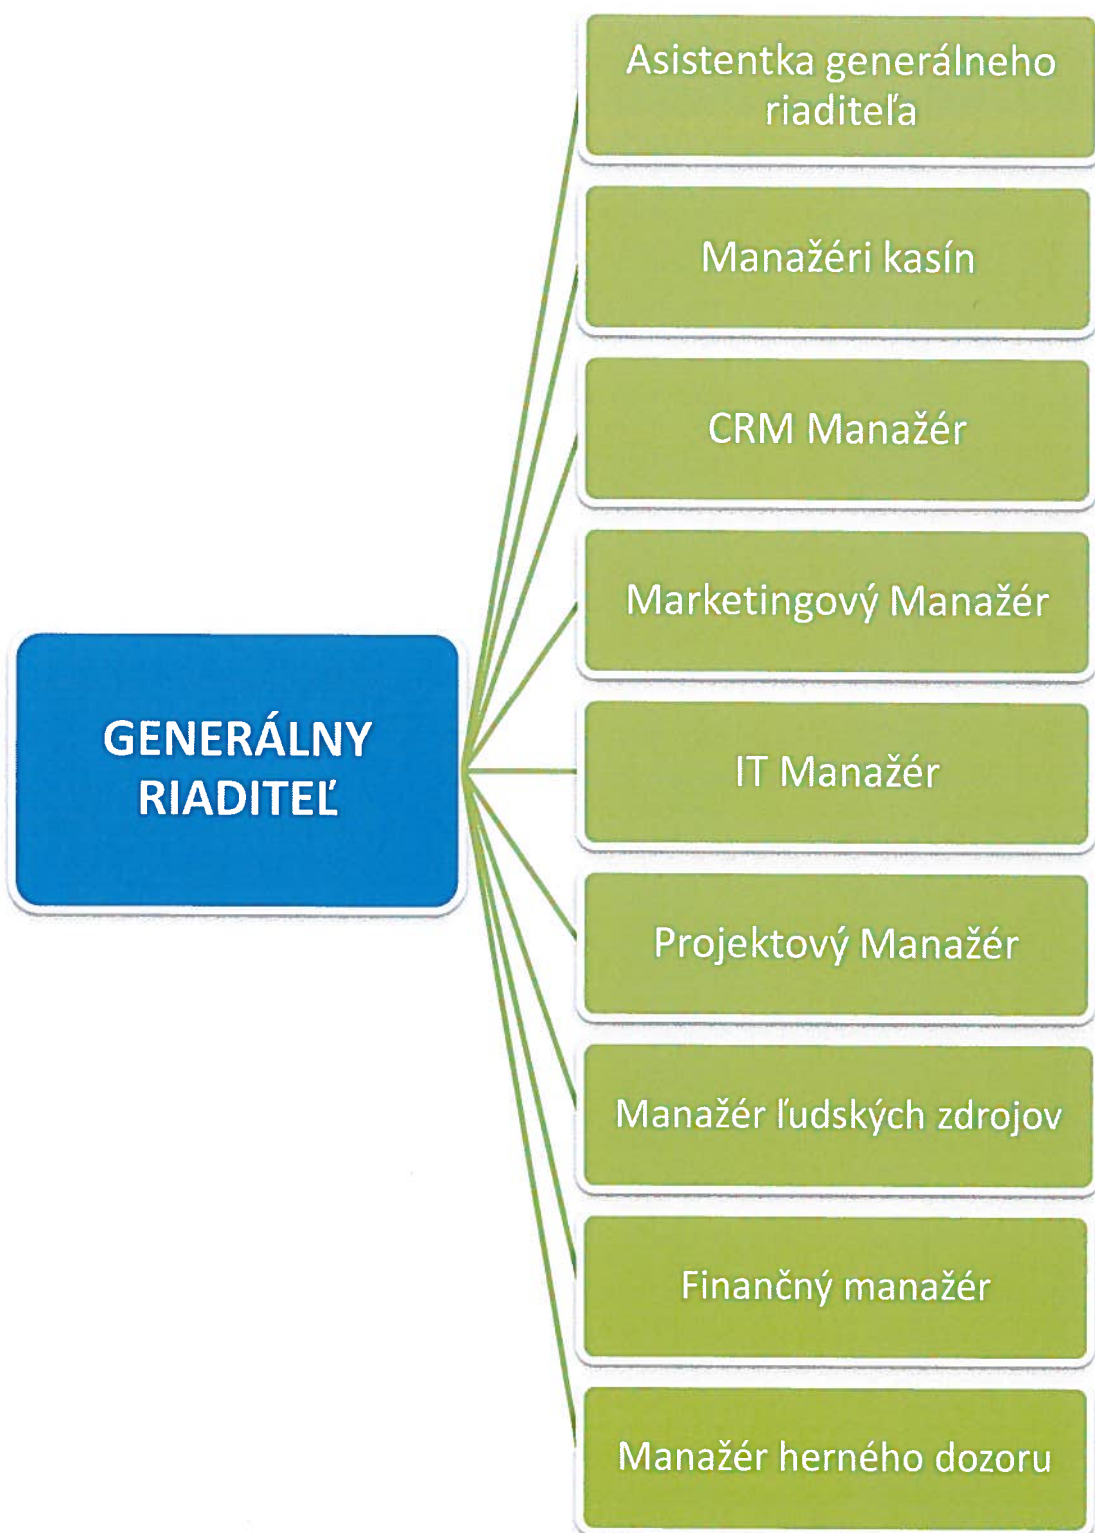 Asistentka generálneho
riaditeľa
Manažéri kasín
CRM Manažér
Marketingový Manažér
GENERÁLNY
RIADITEĽ
IT Manažér
Projektový Manažér
Manažér ľudských zdrojov
Finančný manažér
Manažér herného dozoru